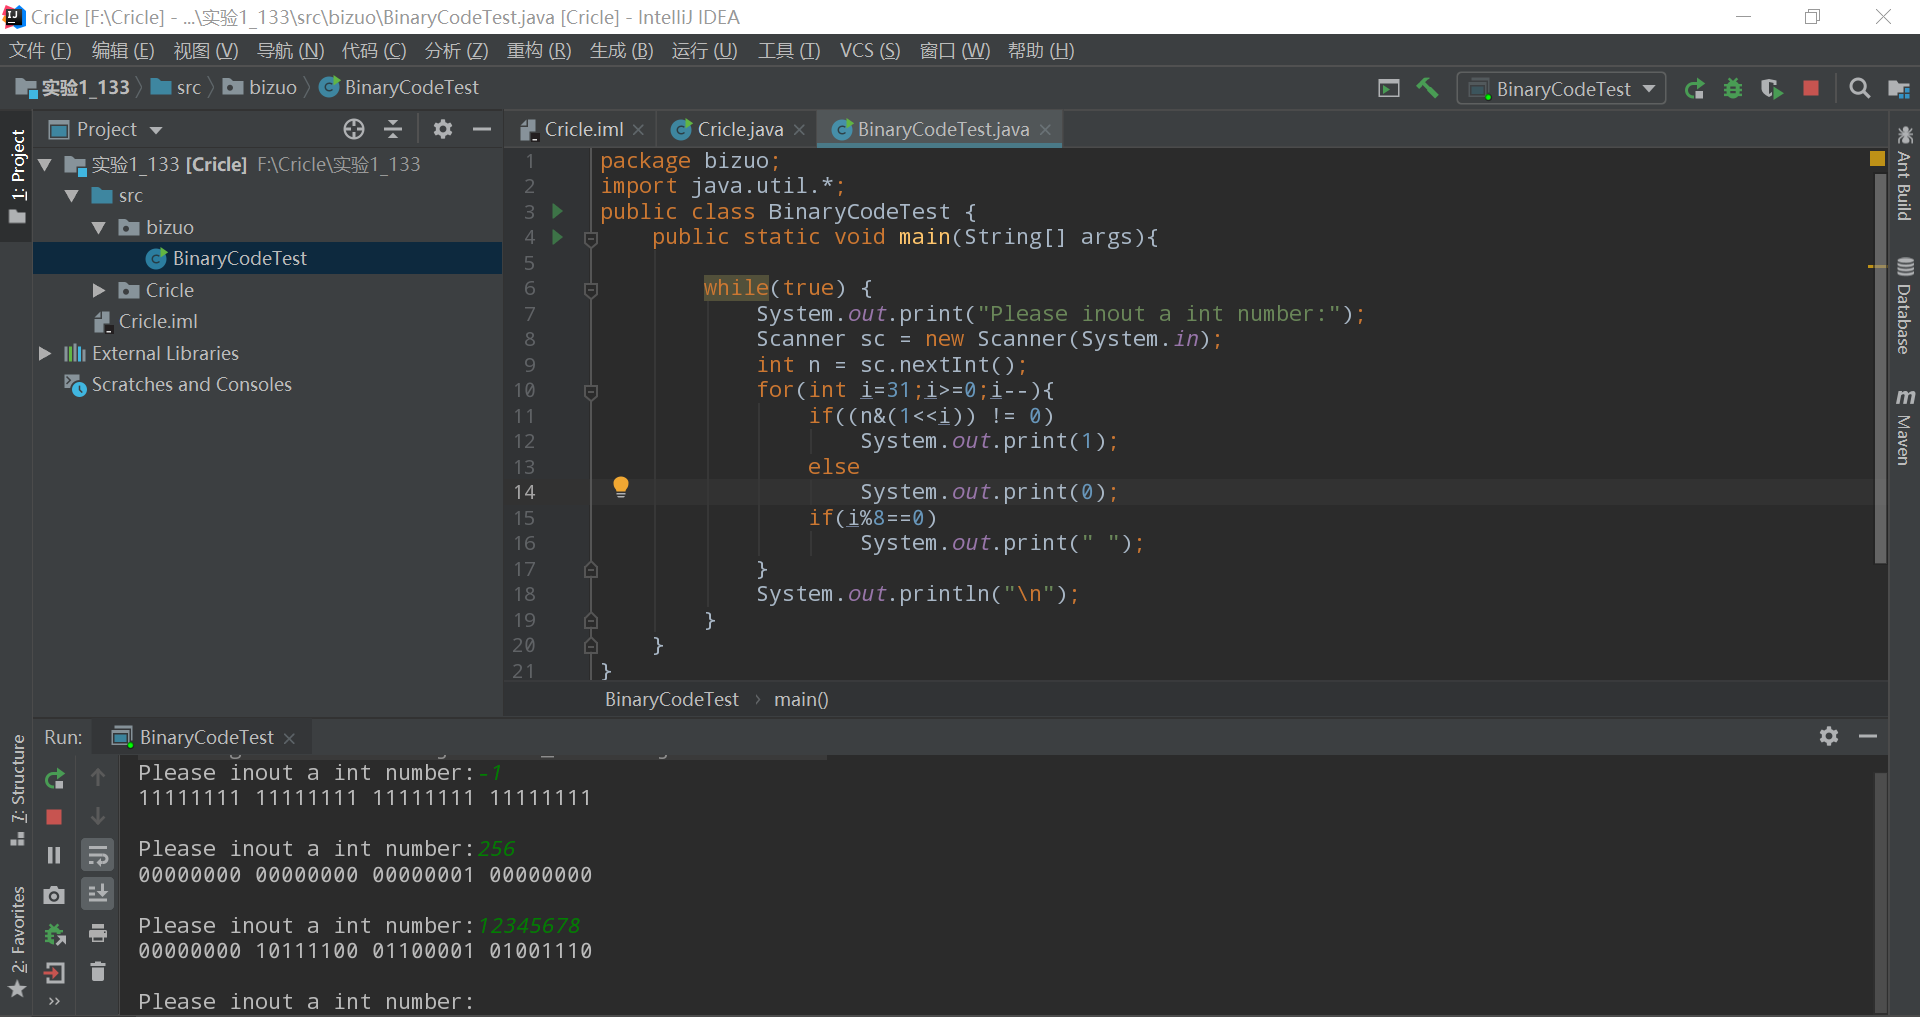 Cricle [F:\Cricle] - ...\实验1_133\src\bizuo\BinaryCodeTest.java [Cricle] - IntelliJ IDEA
文件 (F) 编辑 (E) 视图 (V) 导航 (N) 代码 (C) 分析 (Z) 重构 (R) 生成 (B) 运行 (U) 工具 (T) VCS (S) 窗口 (W) 帮助 (H)
实验1_133 src bizuo BinaryCodeTest
BinaryCodeTest
1: Project
Project
实验1_133 [Cricle] F:\Cricle\实验1_133
src
bizuo
BinaryCodeTest
Cricle
Cricle.iml
External Libraries
Scratches and Consoles
Cricle.iml Cricle.java BinaryCodeTest.java
1 package bizuo;
2 import java.util.*;
3 public class BinaryCodeTest {
4 public static void main(String[] args){
5
6 while(true) {
7 System.out.print("Please inout a int number:");
8 Scanner sc = new Scanner(System.in);
9 int n = sc.nextInt();
10 for(int i=31;i>=0;i--){
11 if((n&(1<<i)) != 0)
12 System.out.print(1);
13 else
14 System.out.print(0);
15 if(i%8==0)
16 System.out.print(" ");
17 }
18 System.out.println("\n");
19 }
20 }
21 }
BinaryCodeTest › main()
Ant Build
Database
m Maven
7: Structure
2: Favorites
Run: BinaryCodeTest
Please inout a int number:-1
11111111 11111111 11111111 11111111
Please inout a int number:256
00000000 00000000 00000001 00000000
Please inout a int number:12345678
00000000 10111100 01100001 01001110
Please inout a int number: